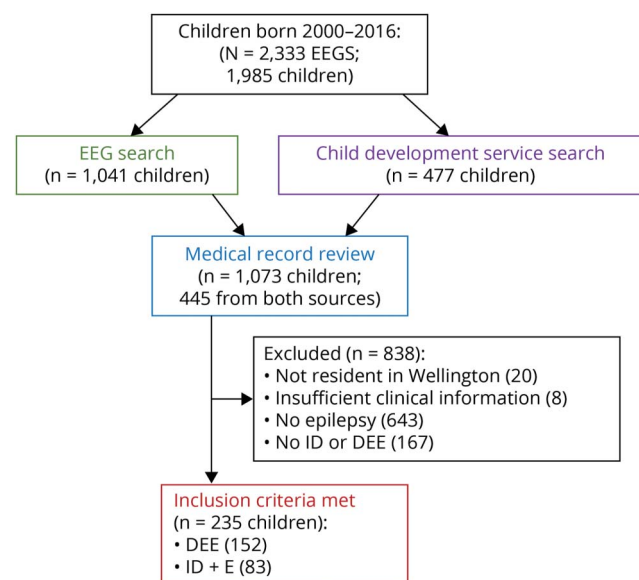 Children born 2000–2016:
(N = 2,333 EEGS;
1,985 children)
EEG search
(n = 1,041 children)
Child development service search
(n = 477 children)
Medical record review
(n = 1,073 children;
445 from both sources)
Excluded (n = 838):
• Not resident in Wellington (20)
• Insufficient clinical information (8)
• No epilepsy (643)
• No ID or DEE (167)
Inclusion criteria met
(n = 235 children):
• DEE (152)
• ID + E (83)